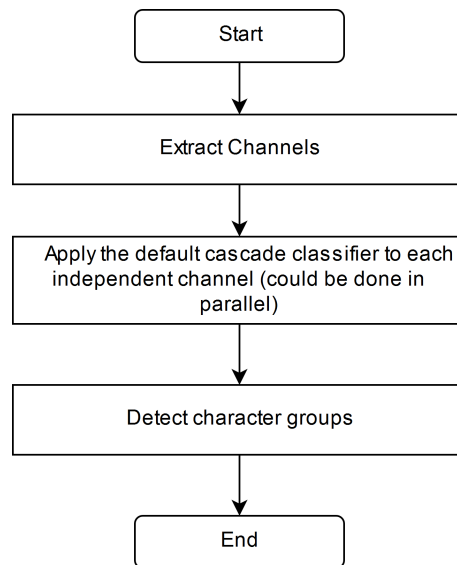 Start
Extract Channels
Apply the default cascade classifier to each
independent channel (could be done in
parallel)
Detect character groups
End